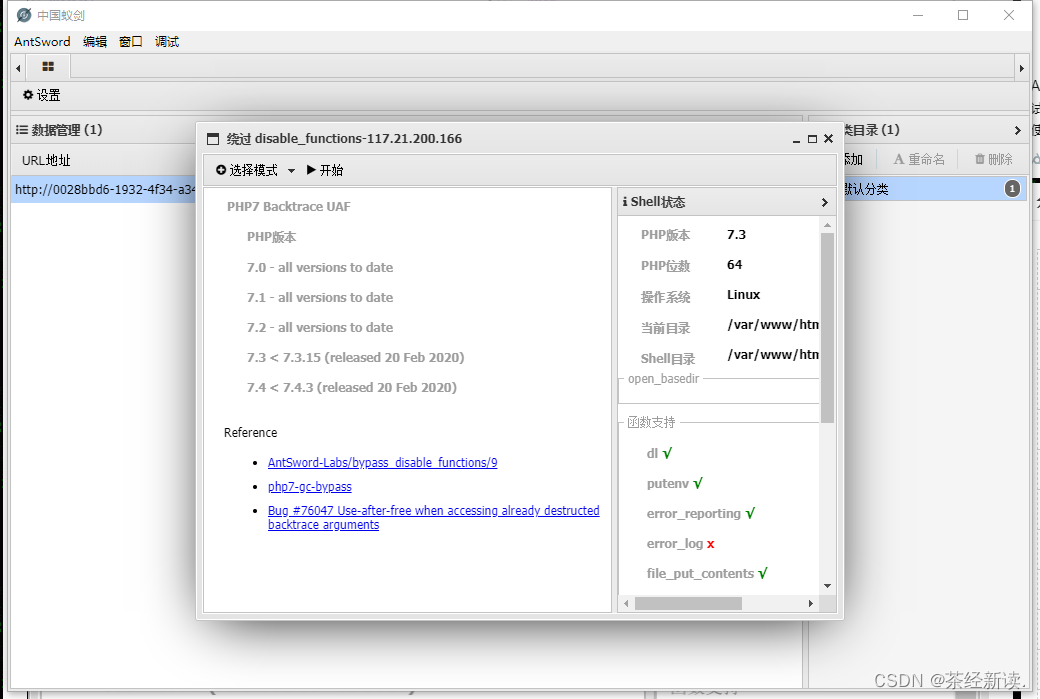 中国蚁剑
AntSword 编辑 窗口 调试
设置
数据管理 (1)
URL地址
http://0028bbd6-1932-4f34-a34
绕过 disable_functions-117.21.200.166
选择模式 开始
PHP7 Backtrace UAF
PHP版本
7.0 - all versions to date
7.1 - all versions to date
7.2 - all versions to date
7.3 < 7.3.15 (released 20 Feb 2020)
7.4 < 7.4.3 (released 20 Feb 2020)
Reference
AntSword-Labs/bypass_disable_functions/9
php7-gc-bypass
Bug #76047 Use-after-free when accessing already destructed
backtrace arguments
Shell状态
PHP版本 7.3
PHP位数 64
操作系统 Linux
当前目录 /var/www/htm
Shell目录 /var/www/htm
open_basedir
函数支持
dl √
putenv √
error_reporting √
error_log x
file_put_contents √
类目录 (1)
添加 重命名 删除
默认分类 1
CSDN @茶经新读.